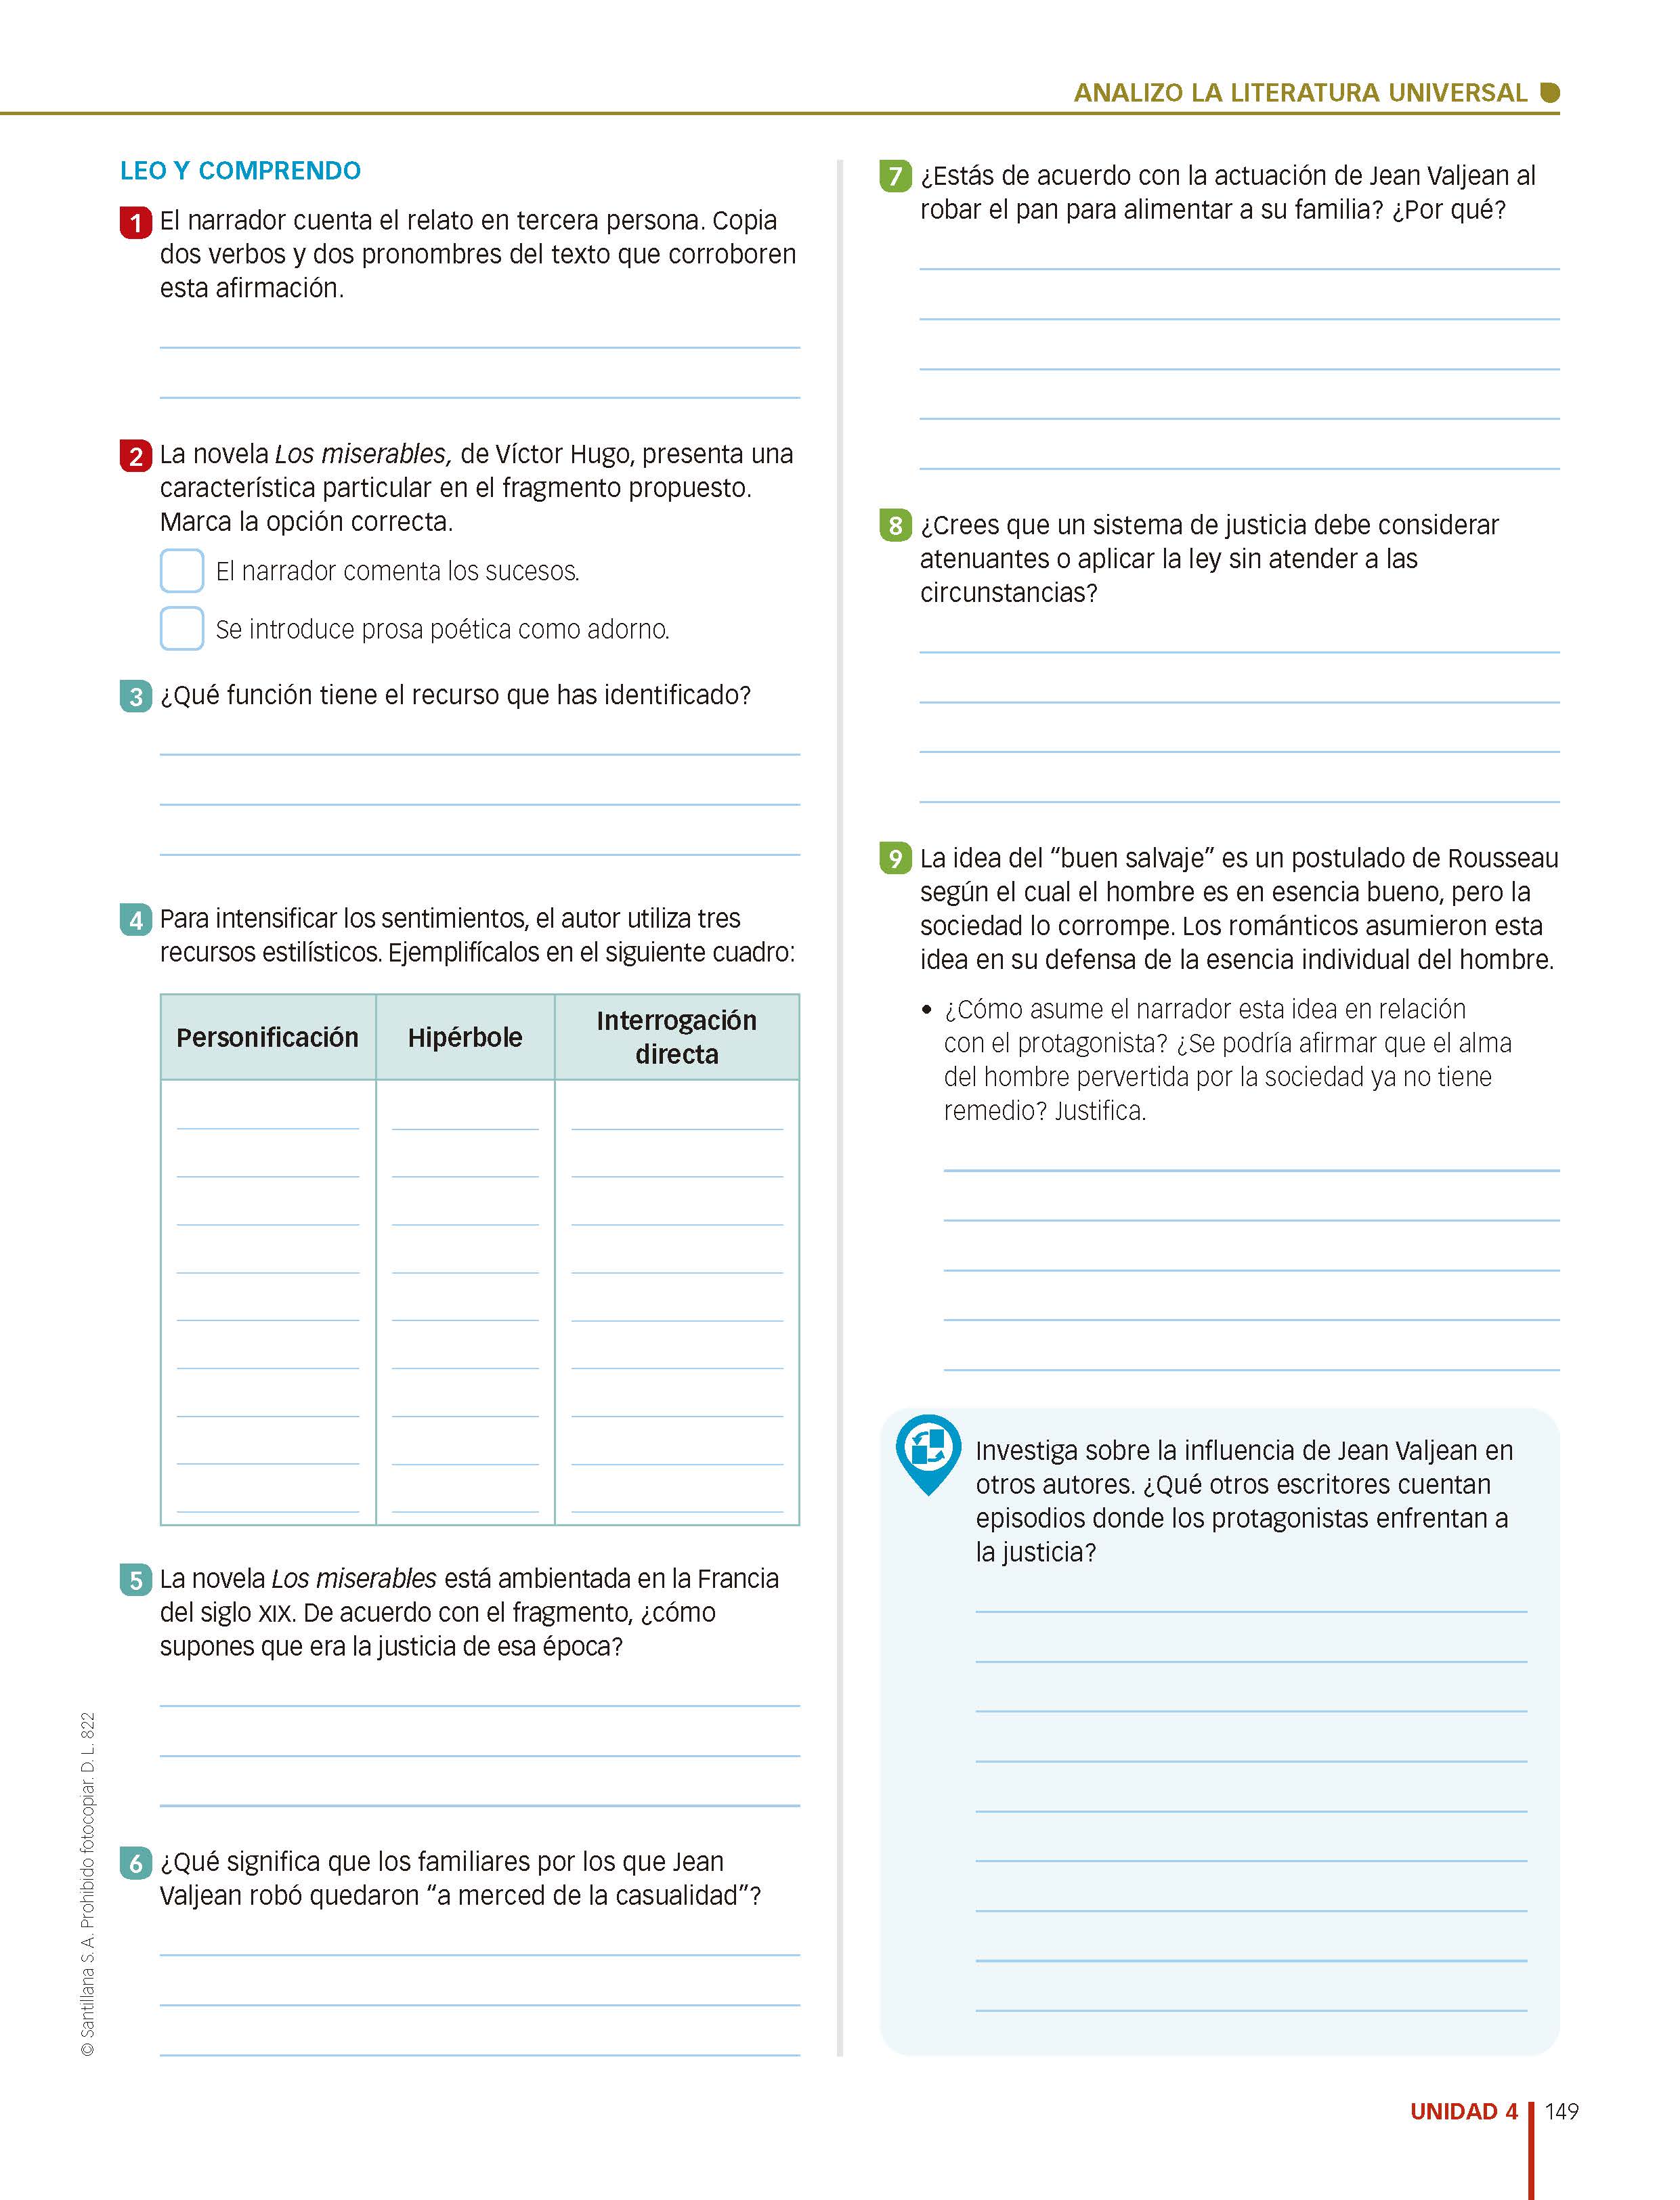 ANALIZO LA LITERATURA UNIVERSAL
LEO Y COMPRENDO
1 El narrador cuenta el relato en tercera persona. Copia
dos verbos y dos pronombres del texto que corroboren
esta afirmación.
2 La novela Los miserables, de Víctor Hugo, presenta una
característica particular en el fragmento propuesto.
Marca la opción correcta.
El narrador comenta los sucesos.
Se introduce prosa poética como adorno.
3 ¿Qué función tiene el recurso que has identificado?
4 Para intensificar los sentimientos, el autor utiliza tres
recursos estilísticos. Ejemplifícalos en el siguiente cuadro:
Personificación
Hipérbole
Interrogación
directa
5 La novela Los miserables está ambientada en la Francia
del siglo XIX. De acuerdo con el fragmento, ¿cómo
supones que era la justicia de esa época?
6 ¿Qué significa que los familiares por los que Jean
Valjean robó quedaron “a merced de la casualidad”?
7 ¿Estás de acuerdo con la actuación de Jean Valjean al
robar el pan para alimentar a su familia? ¿Por qué?
8 ¿Crees que un sistema de justicia debe considerar
atenuantes o aplicar la ley sin atender a las
circunstancias?
9 La idea del “buen salvaje” es un postulado de Rousseau
según el cual el hombre es en esencia bueno, pero la
sociedad lo corrompe. Los románticos asumieron esta
idea en su defensa de la esencia individual del hombre.
• ¿Cómo asume el narrador esta idea en relación
con el protagonista? ¿Se podría afirmar que el alma
del hombre pervertida por la sociedad ya no tiene
remedio? Justifica.
Investiga sobre la influencia de Jean Valjean en
otros autores. ¿Qué otros escritores cuentan
episodios donde los protagonistas enfrentan a
la justicia?
© Santillana S. A. Prohibido fotocopiar. D. L. 822
UNIDAD 4 149